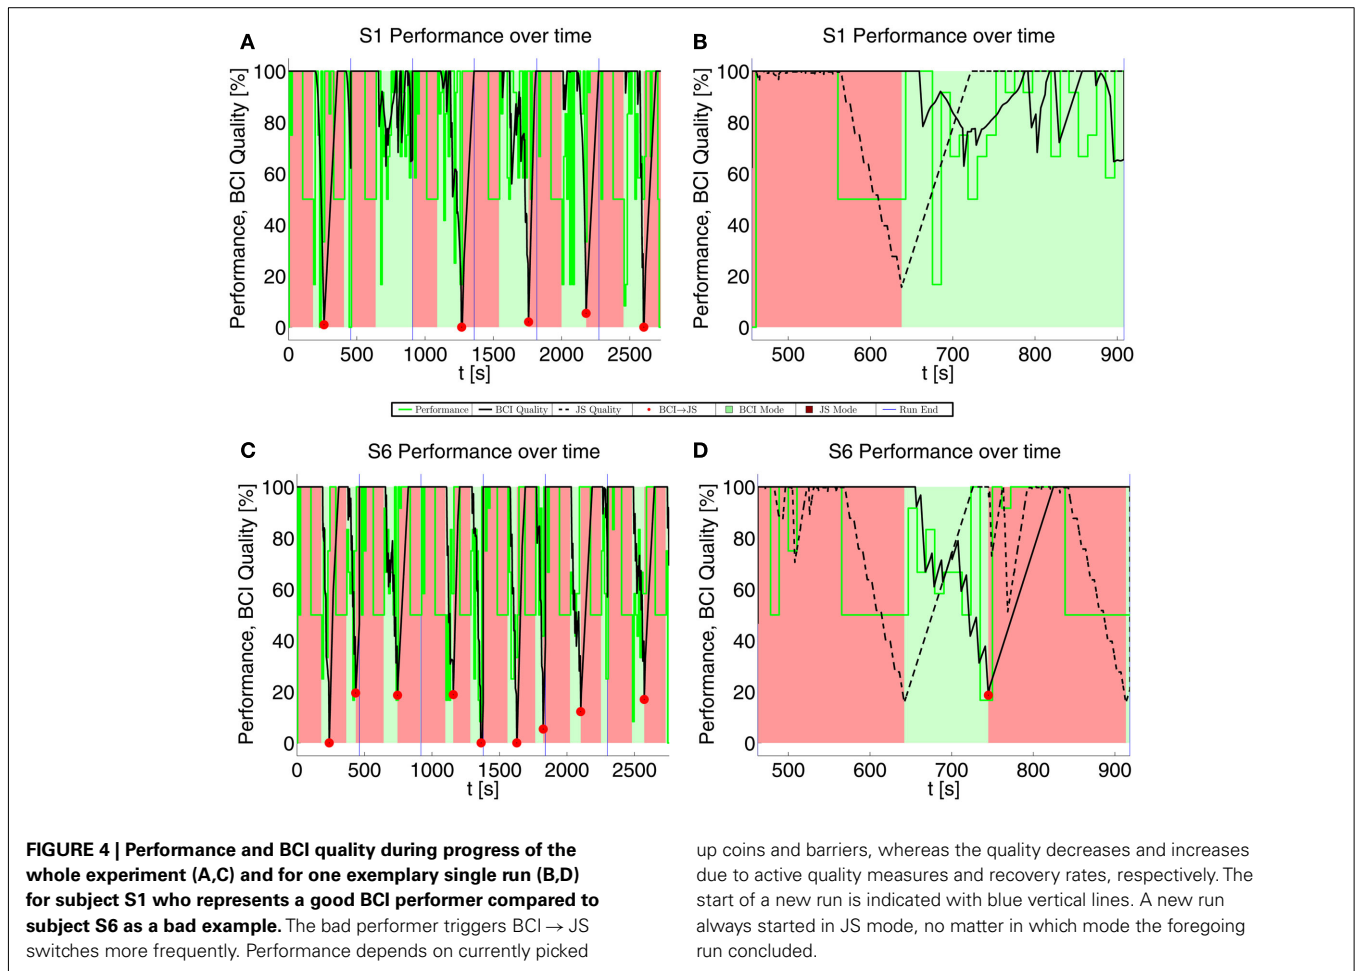 A
S1 Performance over time
Performance, BCI Quality [%]
100
80
60
40
20
0
0 500 1000 1500 2000 2500
t [s]
B
S1 Performance over time
Performance, BCI Quality [%]
100
80
60
40
20
0
500 600 700 800 900
t [s]
Performance BCI Quality JS Quality BCI→JS BCI Mode JS Mode Run End
C
S6 Performance over time
Performance, BCI Quality [%]
100
80
60
40
20
0
0 500 1000 1500 2000 2500
t [s]
D
S6 Performance over time
Performance, BCI Quality [%]
100
80
60
40
20
0
500 600 700 800 900
t [s]
FIGURE 4 | Performance and BCI quality during progress of the
whole experiment (A,C) and for one exemplary single run (B,D)
for subject S1 who represents a good BCI performer compared to
subject S6 as a bad example. The bad performer triggers BCI → JS
switches more frequently. Performance depends on currently picked
up coins and barriers, whereas the quality decreases and increases
due to active quality measures and recovery rates, respectively. The
start of a new run is indicated with blue vertical lines. A new run
always started in JS mode, no matter in which mode the foregoing
run concluded.